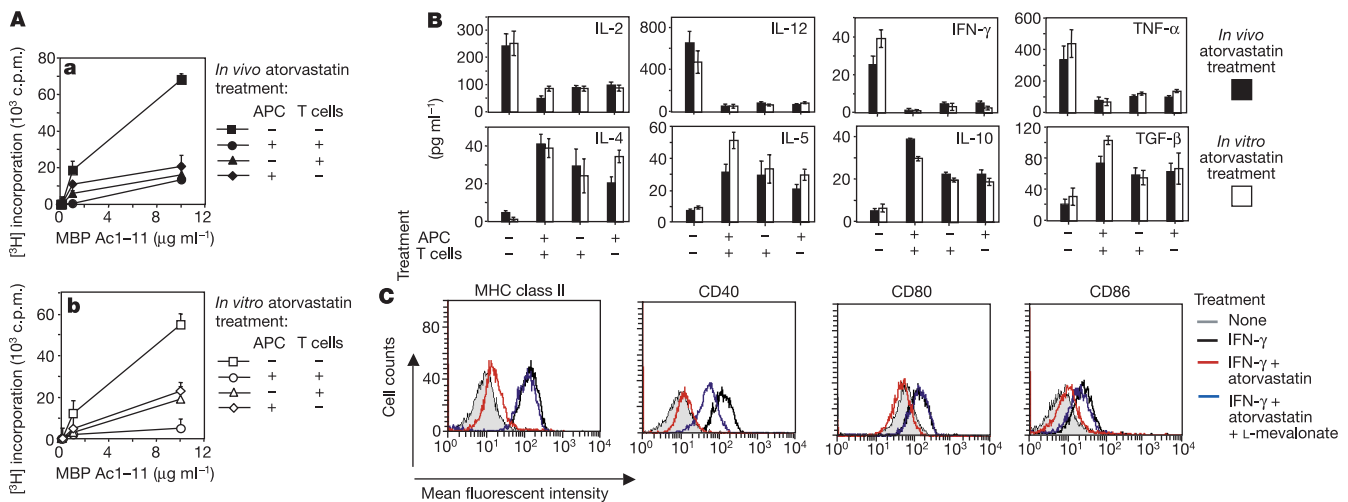 A
a
[³H] incorporation (10³ c.p.m.)
80
60
40
20
0
0 4 8 12
MBP Ac1–11 (μg ml⁻¹)
In vivo atorvastatin
treatment:
APC T cells
– –
+ +
– +
+ –
b
[³H] incorporation (10³ c.p.m.)
80
60
40
20
0
0 4 8 12
MBP Ac1–11 (μg ml⁻¹)
In vitro atorvastatin
treatment:
APC T cells
– –
+ +
– +
+ –
B
(pg ml⁻¹)
IL-2
300
200
100
0
IL-12
800
400
0
IFN-γ
40
20
0
TNF-α
600
400
200
0
IL-4
40
20
0
IL-5
60
40
20
0
IL-10
40
20
0
TGF-β
120
80
40
0
Treatment
APC – + – + – + – + – + – + – + – +
T cells – + + – – + + – – + + – – + + –
In vivo
atorvastatin
treatment
In vitro
atorvastatin
treatment
C
MHC class II
CD40
CD80
CD86
Cell counts
80
40
0
10⁰ 10¹ 10² 10³ 10⁴
10⁰ 10¹ 10² 10³ 10⁴
10⁰ 10¹ 10² 10³ 10⁴
10⁰ 10¹ 10² 10³ 10⁴
Mean fluorescent intensity
Treatment
None
IFN-γ
IFN-γ +
atorvastatin
IFN-γ +
atorvastatin
+ L-mevalonate